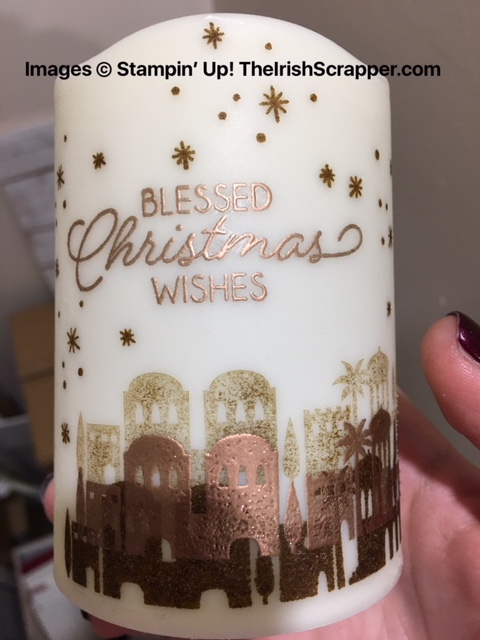 Images © Stampin’ Up! TheIrishScrapper.com
BLESSED
Christmas
WISHES